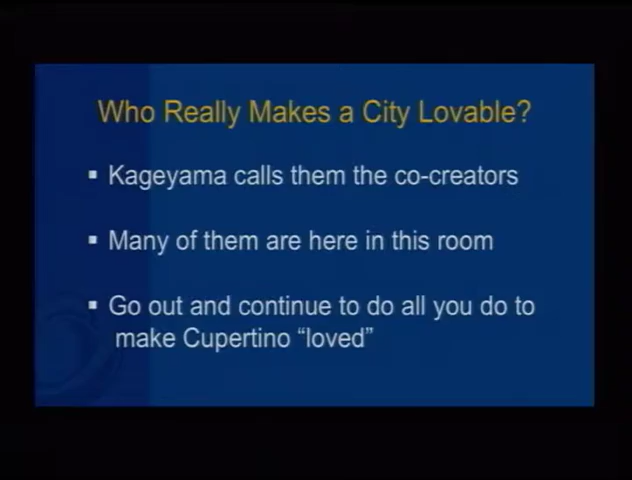 Who Really Makes a City Lovable?
▪ Kageyama calls them the co-creators
▪ Many of them are here in this room
▪ Go out and continue to do all you do to
make Cupertino “loved”